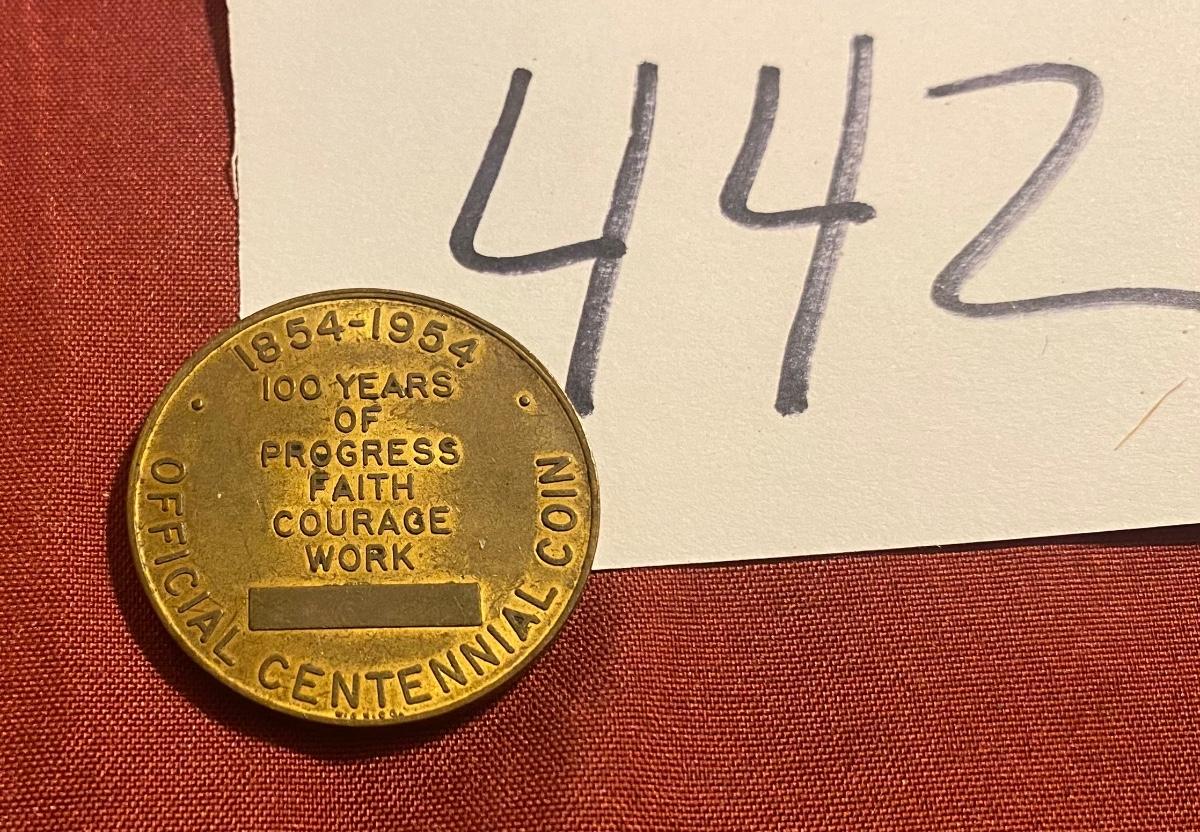 442
1854-1954
100 YEARS
OF
PROGRESS
FAITH
COURAGE
WORK
OFFICIAL CENTENNIAL COIN